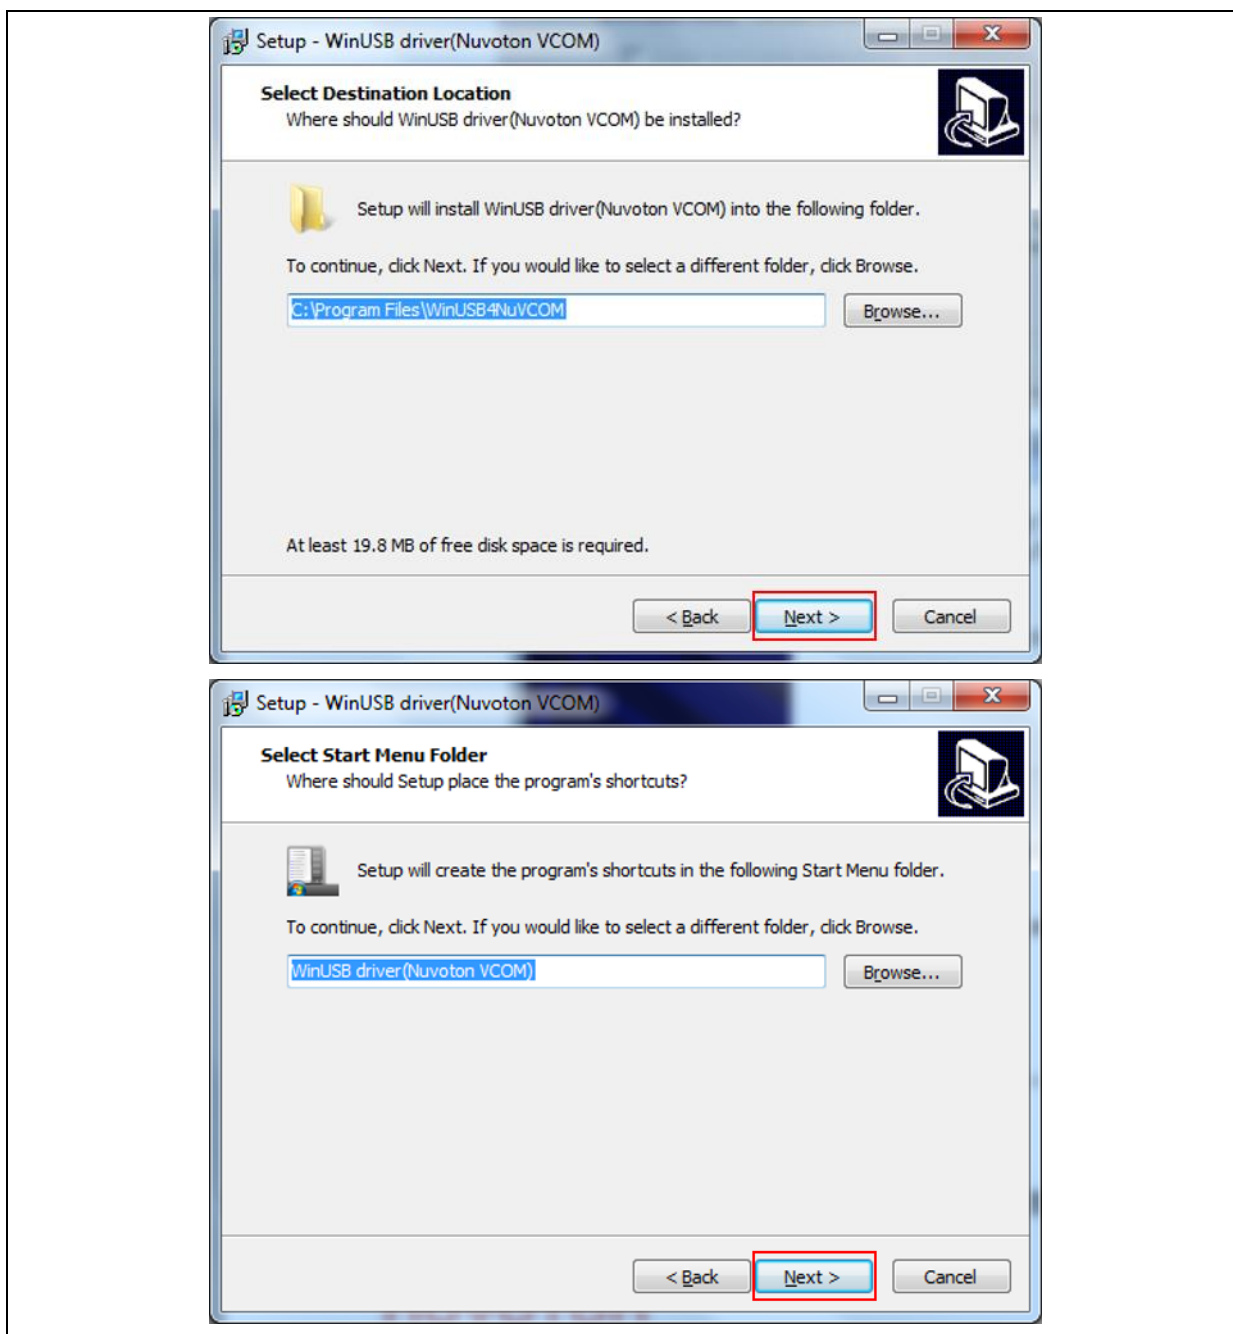 Setup - WinUSB driver(Nuvoton VCOM)
Select Destination Location
Where should WinUSB driver(Nuvoton VCOM) be installed?
Setup will install WinUSB driver(Nuvoton VCOM) into the following folder.
To continue, click Next. If you would like to select a different folder, click Browse.
C:\Program Files\WinUSB4NuVCOM
Browse...
At least 19.8 MB of free disk space is required.
< Back Next > Cancel
Setup - WinUSB driver(Nuvoton VCOM)
Select Start Menu Folder
Where should Setup place the program's shortcuts?
Setup will create the program's shortcuts in the following Start Menu folder.
To continue, click Next. If you would like to select a different folder, click Browse.
WinUSB driver(Nuvoton VCOM)
Browse...
< Back Next > Cancel